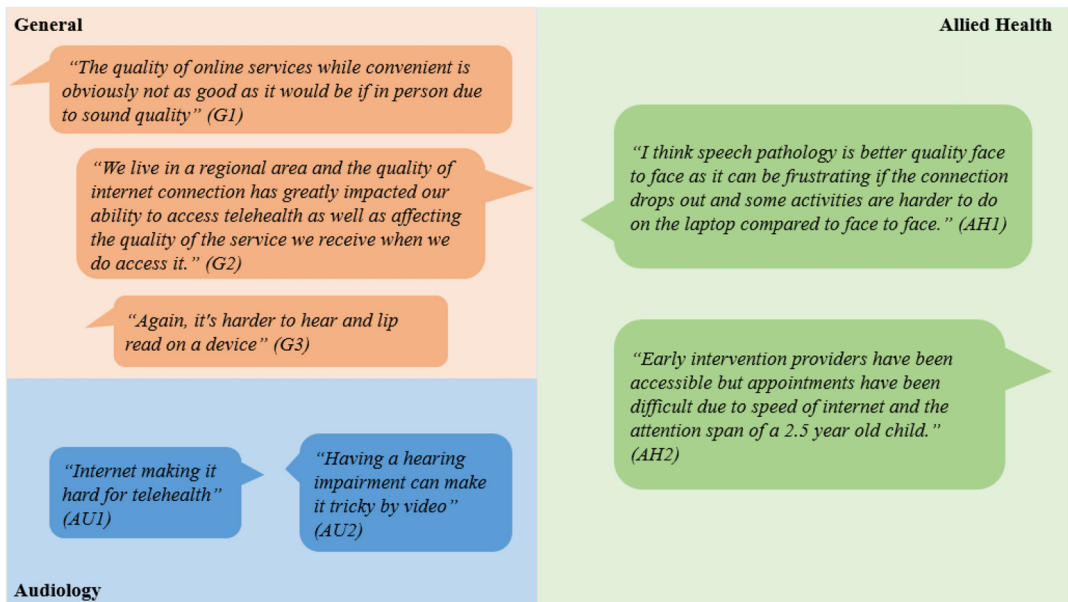 General
“The quality of online services while convenient is
obviously not as good as it would be if in person due
to sound quality” (G1)
“We live in a regional area and the quality of
internet connection has greatly impacted our
ability to access telehealth as well as affecting
the quality of the service we receive when we
do access it.” (G2)
“Again, it's harder to hear and lip
read on a device” (G3)
Audiology
“Internet making it
hard for telehealth”
(AU1)
“Having a hearing
impairment can make
it tricky by video”
(AU2)
Allied Health
“I think speech pathology is better quality face
to face as it can be frustrating if the connection
drops out and some activities are harder to do
on the laptop compared to face to face.” (AH1)
“Early intervention providers have been
accessible but appointments have been
difficult due to speed of internet and the
attention span of a 2.5 year old child.”
(AH2)